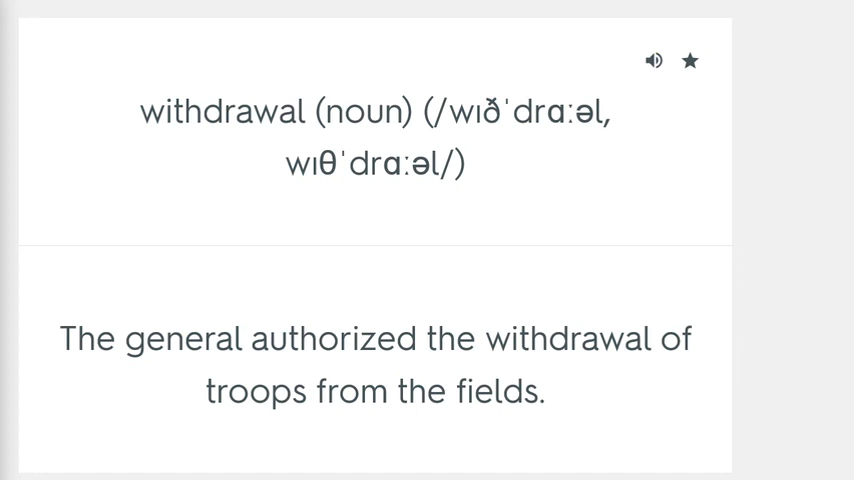 withdrawal (noun) (/wɪðˈdrɑːəl,
wɪθˈdrɑːəl/)
The general authorized the withdrawal of
troops from the fields.